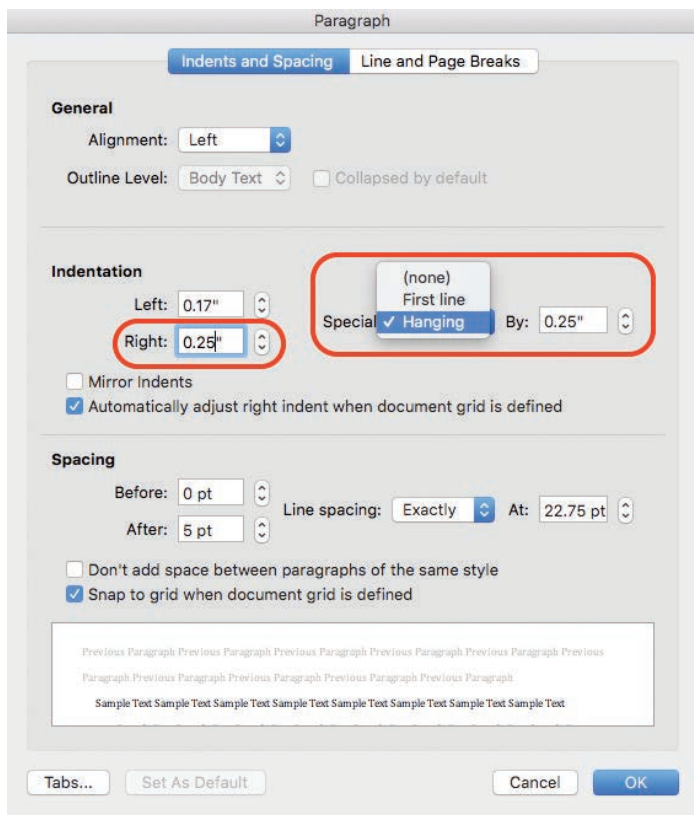 Paragraph
Indents and Spacing Line and Page Breaks
General
Alignment: Left
Outline Level: Body Text Collapsed by default
Indentation
(none)
Left: 0.17" First line
Special Hanging By: 0.25"
Right: 0.25"
Mirror Indents
Automatically adjust right indent when document grid is defined
Spacing
Before: 0 pt
Line spacing: Exactly At: 22.75 pt
After: 5 pt
Don't add space between paragraphs of the same style
Snap to grid when document grid is defined
Previous Paragraph Previous Paragraph Previous Paragraph Previous Paragraph Previous Paragraph Previous
Paragraph Previous Paragraph Previous Paragraph Previous Paragraph Previous Paragraph
Sample Text Sample Text Sample Text Sample Text Sample Text Sample Text Sample Text Sample Text
Tabs... Set As Default Cancel OK